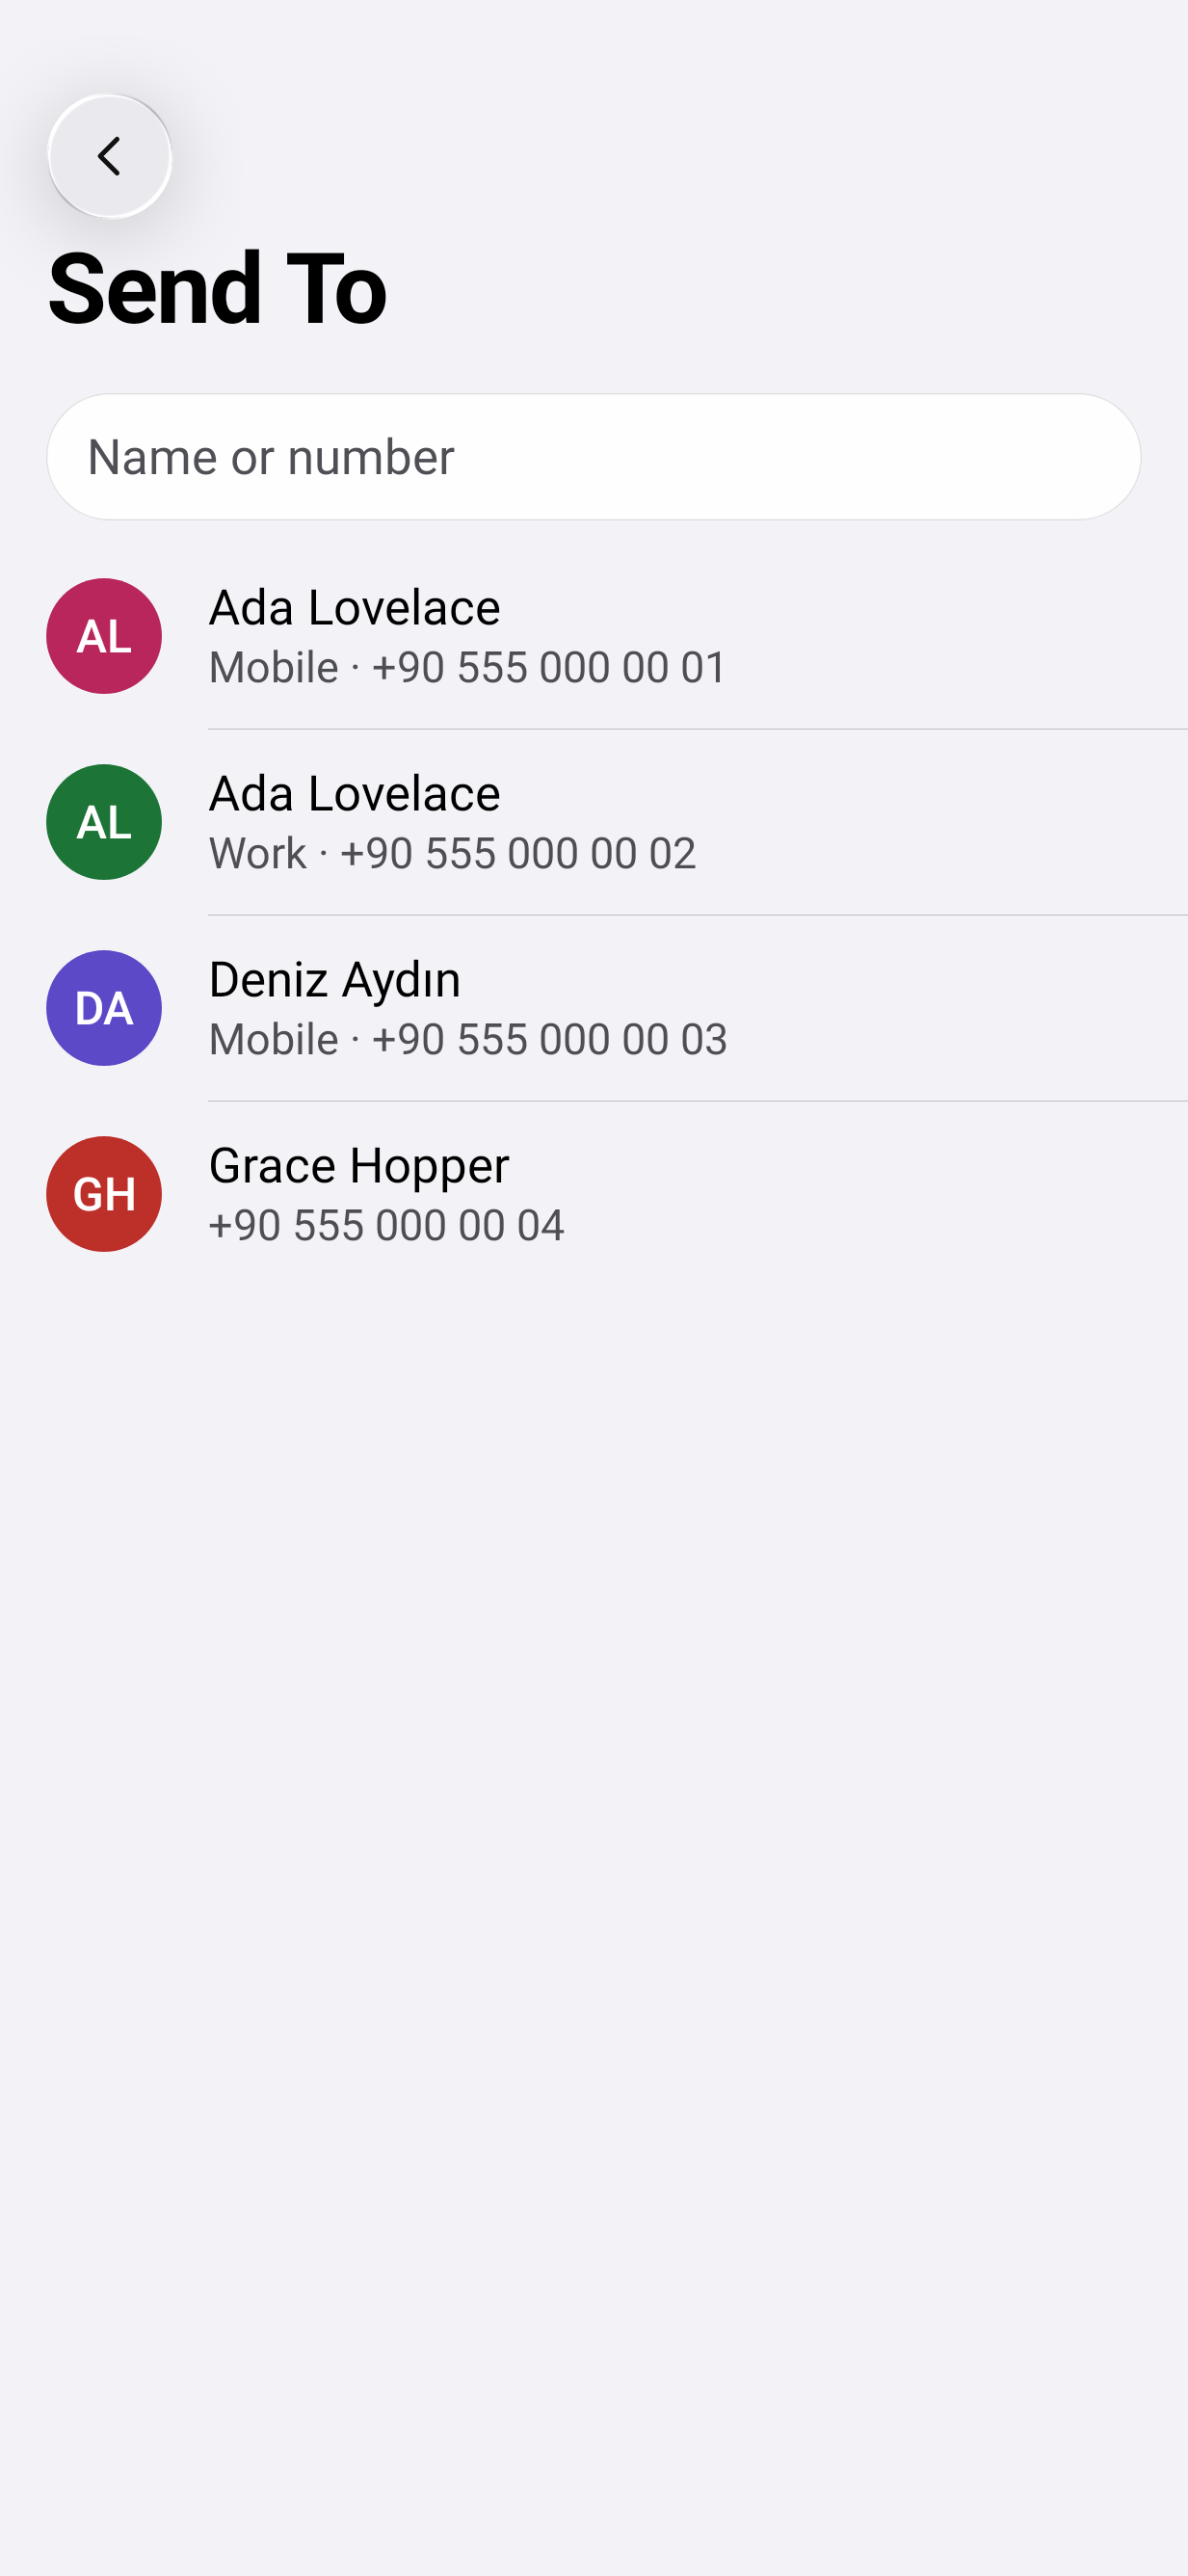 Send To
Name or number
AL
Ada Lovelace
Mobile · +90 555 000 00 01
AL
Ada Lovelace
Work · +90 555 000 00 02
DA
Deniz Aydın
Mobile · +90 555 000 00 03
GH
Grace Hopper
+90 555 000 00 04